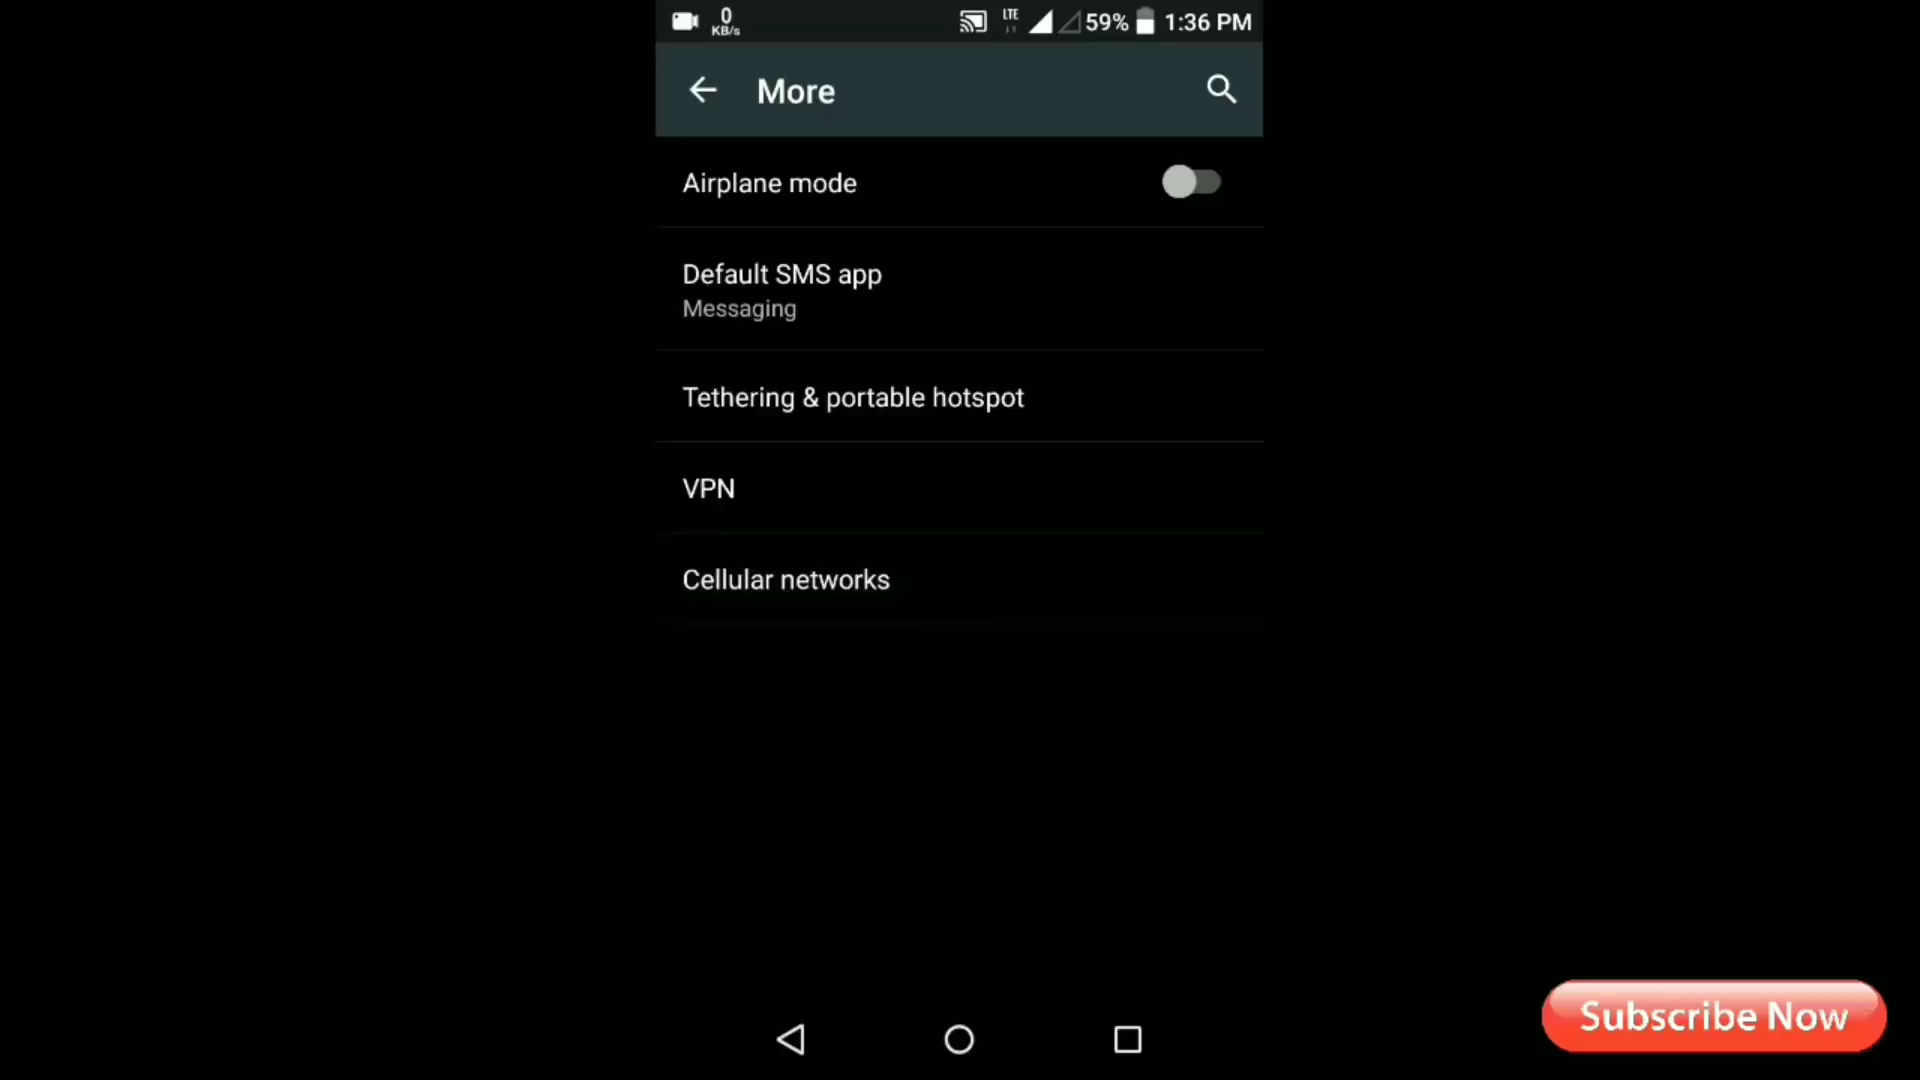 0
KB/s
LTE
59%
1:36 PM
More
Airplane mode
Default SMS app
Messaging
Tethering & portable hotspot
VPN
Cellular networks
Subscribe Now